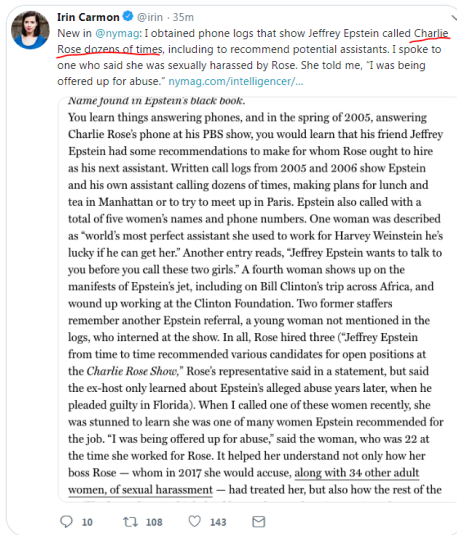 Irin Carmon @irin · 35m
New in @nymag: I obtained phone logs that show Jeffrey Epstein called Charlie
Rose dozens of times, including to recommend potential assistants. I spoke to
one who said she was sexually harassed by Rose. She told me, "I was being
offered up for abuse." nymag.com/intelligencer/...
Name found in Epstein's black book.
You learn things answering phones, and in the spring of 2005, answering
Charlie Rose's phone at his PBS show, you would learn that his friend Jeffrey
Epstein had some recommendations to make for whom Rose ought to hire
as his next assistant. Written call logs from 2005 and 2006 show Epstein
and his own assistant calling dozens of times, making plans for lunch and
tea in Manhattan or to try to meet up in Paris. Epstein also called with a
total of five women's names and phone numbers. One woman was described
as "world's most perfect assistant she used to work for Harvey Weinstein he's
lucky if he can get her." Another entry reads, "Jeffrey Epstein wants to talk to
you before you call these two girls." A fourth woman shows up on the
manifests of Epstein's jet, including on Bill Clinton's trip across Africa, and
wound up working at the Clinton Foundation. Two former staffers
remember another Epstein referral, a young woman not mentioned in the
logs, who interned at the show. In all, Rose hired three ("Jeffrey Epstein
from time to time recommended various candidates for open positions at
the Charlie Rose Show," Rose's representative said in a statement, but said
the ex-host only learned about Epstein's alleged abuse years later, when he
pleaded guilty in Florida). When I called one of these women recently, she
was stunned to learn she was one of many women Epstein recommended for
the job. "I was being offered up for abuse," said the woman, who was 22 at
the time she worked for Rose. It helped her understand not only how her
boss Rose — whom in 2017 she would accuse, along with 34 other adult
women, of sexual harassment — had treated her, but also how the rest of the
10 108 143